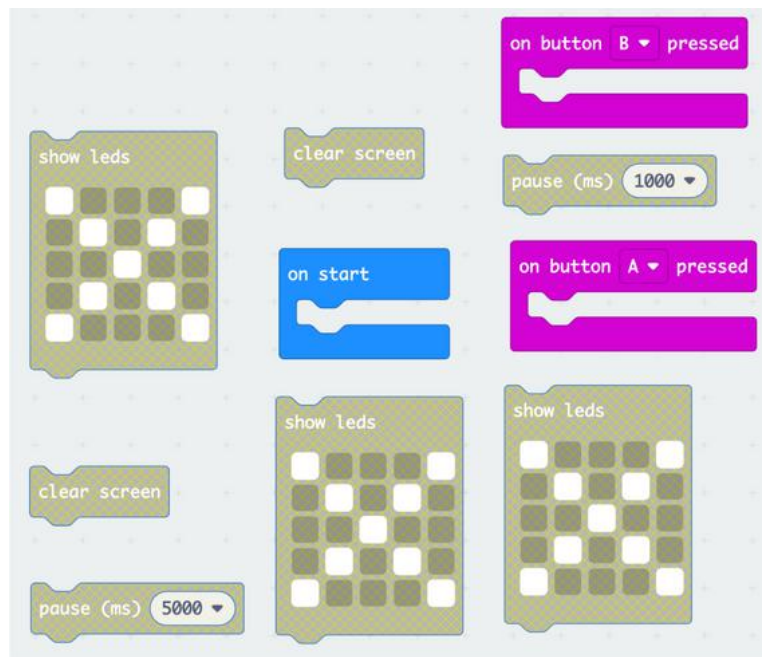 on button B pressed
show leds
clear screen
pause (ms) 1000
on start
on button A pressed
show leds
show leds
clear screen
pause (ms) 5000